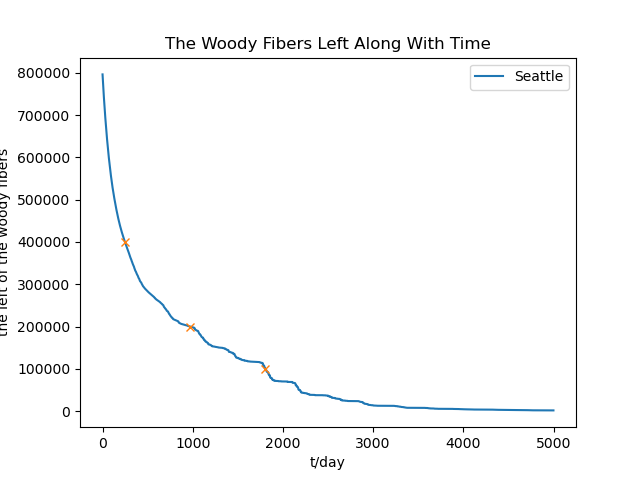 The Woody Fibers Left Along With Time
Seattle
800000
700000
600000
500000
400000
300000
200000
100000
0
the left of the woody fibers
0 1000 2000 3000 4000 5000
t/day